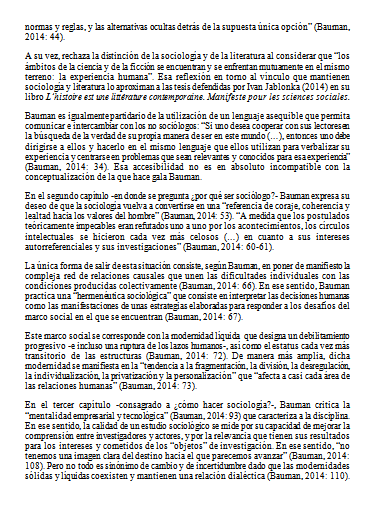 normas y reglas, y las alternativas ocultas detrás de la supuesta única opción” (Bauman,
2014: 44).
A su vez, rechaza la distinción de la sociología y de la literatura al considerar que “los
ámbitos de la ciencia y de la ficción se encuentran y se enfrentan mutuamente en el mismo
terreno: la experiencia humana”. Esa reflexión en torno al vínculo que mantienen
sociología y literatura lo aproximan a las tesis defendidas por Ivan Jablonka (2014) en su
libro L’histoire est une littérature contemporaine. Manifeste pour les sciences sociales.
Bauman es igualmente partidario de la utilización de un lenguaje asequible que permita
comunicar e intercambiar con los no sociólogos: “Si uno desea cooperar con sus lectores en
la búsqueda de la verdad de su propia manera de ser en este mundo (…), entonces uno debe
dirigirse a ellos y hacerlo en el mismo lenguaje que ellos utilizan para verbalizar su
experiencia y centrarse en problemas que sean relevantes y conocidos para esa experiencia”
(Bauman, 2014: 34). Esa accesibilidad no es en absoluto incompatible con la
conceptualización de la que hace gala Bauman.
En el segundo capítulo -en donde se pregunta ¿por qué ser sociólogo?- Bauman expresa su
deseo de que la sociología vuelva a convertirse en una “referencia de coraje, coherencia y
lealtad hacia los valores del hombre” (Bauman, 2014: 53). “A medida que los postulados
teóricamente impecables eran refutados uno a uno por los acontecimientos, los círculos
intelectuales se hicieron cada vez más celosos (…) en cuanto a sus intereses
autorreferenciales y sus investigaciones” (Bauman, 2014: 60-61).
La única forma de salir de esta situación consiste, según Bauman, en poner de manifiesto la
compleja red de relaciones causales que unen las dificultades individuales con las
condiciones producidas colectivamente (Bauman, 2014: 66). En ese sentido, Bauman
practica una “hermenéutica sociológica” que consiste en interpretar las decisiones humanas
como las manifestaciones de unas estrategias elaboradas para responder a los desafíos del
marco social en el que se encuentran (Bauman, 2014: 67).
Este marco social se corresponde con la modernidad líquida que designa un debilitamiento
progresivo -e incluso una ruptura de los lazos humanos-, así como el estatus cada vez más
transitorio de las estructuras (Bauman, 2014: 72). De manera más amplia, dicha
modernidad se manifiesta en la “tendencia a la fragmentación, la división, la desregulación,
la individualización, la privatización y la personalización” que “afecta a casi cada área de
las relaciones humanas” (Bauman, 2014: 73).
En el tercer capítulo -consagrado a ¿cómo hacer sociología?-, Bauman critica la
“mentalidad empresarial y tecnológica” (Bauman, 2014: 93) que caracteriza a la disciplina.
En ese sentido, la calidad de un estudio sociológico se mide por su capacidad de mejorar la
comprensión entre investigadores y actores, y por la relevancia que tienen sus resultados
para los intereses y cometidos de los “objetos” de investigación. En ese sentido, “no
tenemos una imagen clara del destino hacia el que parecemos avanzar” (Bauman, 2014:
108). Pero no todo es sinónimo de cambio y de incertidumbre dado que las modernidades
sólidas y líquidas coexisten y mantienen una relación dialéctica (Bauman, 2014: 110).